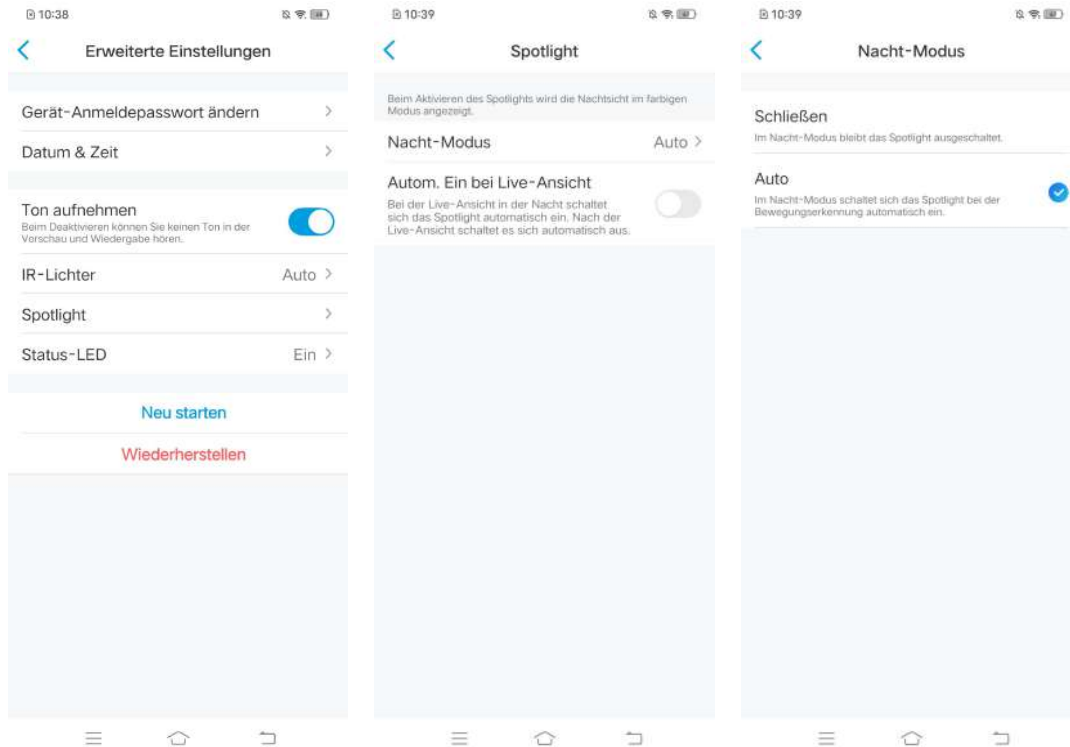 10:38
Erweiterte Einstellungen
Gerät-Anmeldepasswort ändern
Datum & Zeit
Ton aufnehmen
Beim Deaktivieren können Sie keinen Ton in der
Vorschau und Wiedergabe hören.
IR-Lichter Auto
Spotlight
Status-LED Ein
Neu starten
Wiederherstellen
10:39
Spotlight
Beim Aktivieren des Spotlights wird die Nachtsicht im farbigen
Modus angezeigt.
Nacht-Modus Auto
Autom. Ein bei Live-Ansicht
Bei der Live-Ansicht in der Nacht schaltet
sich das Spotlight automatisch ein. Nach der
Live-Ansicht schaltet es sich automatisch aus.
10:39
Nacht-Modus
Schließen
Im Nacht-Modus bleibt das Spotlight ausgeschaltet.
Auto
Im Nacht-Modus schaltet sich das Spotlight bei der
Bewegungserkennung automatisch ein.